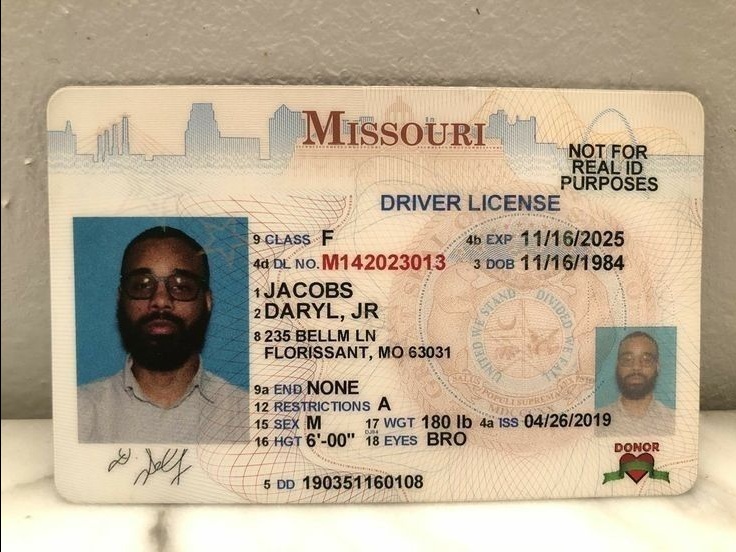 MISSOURI
NOT FOR
REAL ID
PURPOSES
DRIVER LICENSE
9 CLASS F
4b EXP 11/16/2025
4d DL NO. M142023013
3 DOB 11/16/1984
1 JACOBS
2 DARYL, JR
8 235 BELLM LN
FLORISSANT, MO 63031
9a END NONE
12 RESTRICTIONS A
15 SEX M 17 WGT 180 lb 4a ISS 04/26/2019
16 HGT 6'-00" 18 EYES BRO
DONOR
5 DD 190351160108
UNITED WE STAND DIVIDED WE FALL